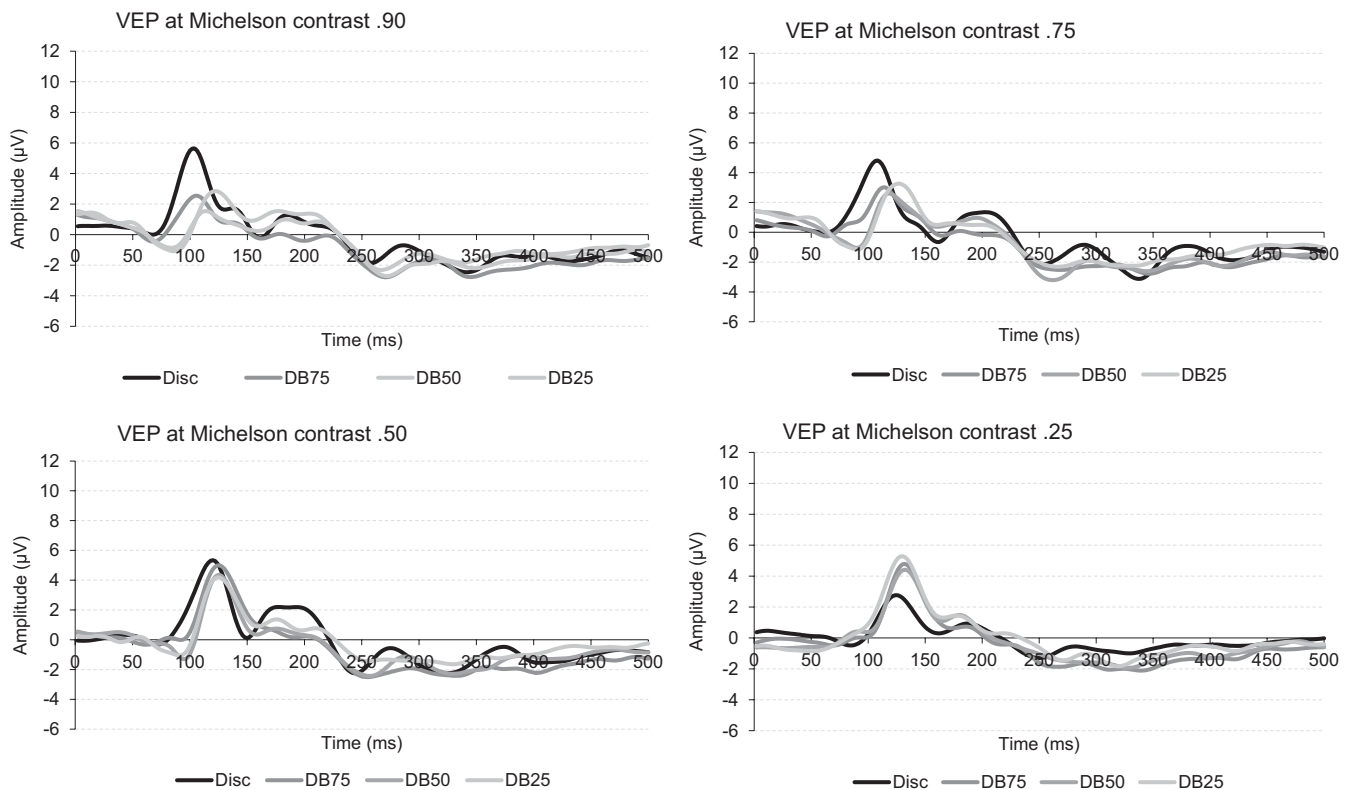 VEP at Michelson contrast .90
12
10
8
6
4
2
0
-2
-4
-6
Amplitude (μV)
0 50 100 150 200 250 300 350 400 450 500
Time (ms)
Disc DB75 DB50 DB25
VEP at Michelson contrast .75
12
10
8
6
4
2
0
-2
-4
-6
Amplitude (μV)
0 50 100 150 200 250 300 350 400 450 500
Time (ms)
Disc DB75 DB50 DB25
VEP at Michelson contrast .50
12
10
8
6
4
2
0
-2
-4
-6
Amplitude (μV)
0 50 100 150 200 250 300 350 400 450 500
Time (ms)
Disc DB75 DB50 DB25
VEP at Michelson contrast .25
12
10
8
6
4
2
0
-2
-4
-6
Amplitude (μV)
0 50 100 150 200 250 300 350 400 450 500
Time (ms)
Disc DB75 DB50 DB25